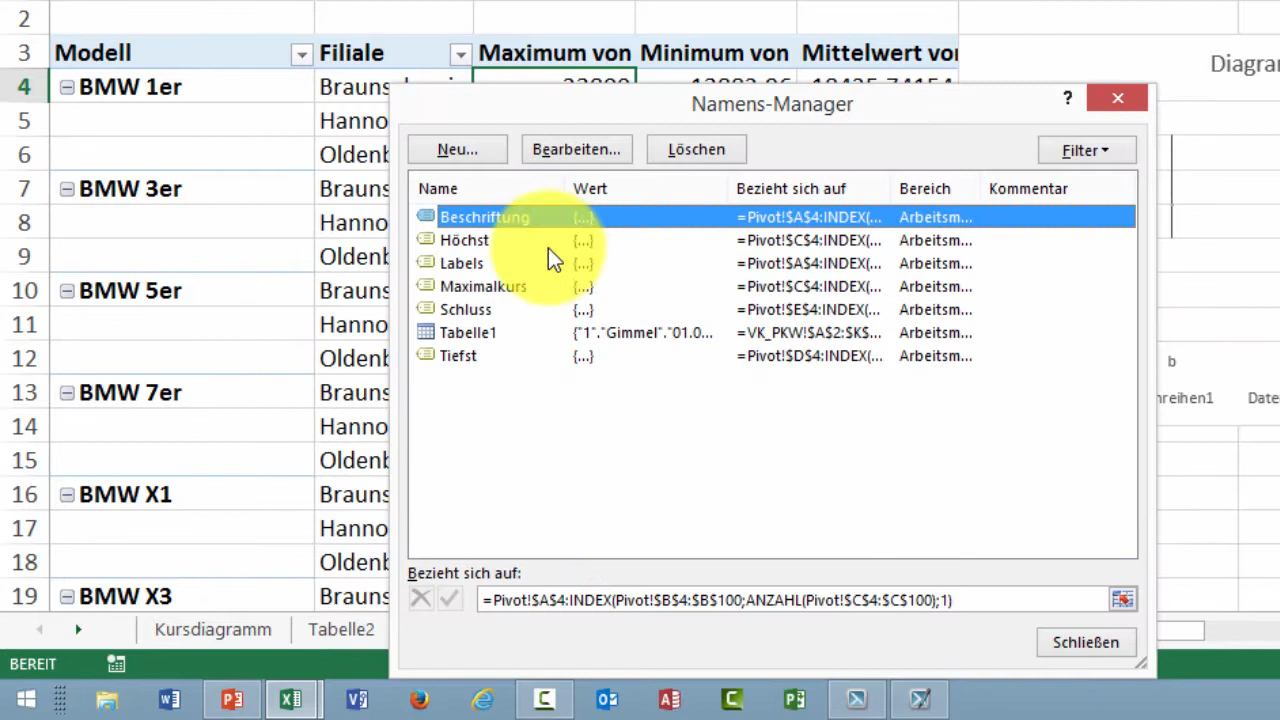 2
3 Modell Filiale Maximum von Minimum von Mittelwert vo
Diagra
4 BMW 1er Brauns
5 Hanno
6 Oldenb
7 BMW 3er Brauns
8 Hanno
9 Oldenb
10 BMW 5er Brauns
11 Hanno
12 Oldenb
13 BMW 7er Brauns
14 Hanno
15 Oldenb
16 BMW X1 Brauns
17 Hanno
18 Oldenb
19 BMW X3 Brauns
Namens-Manager
?
Neu... Bearbeiten... Löschen Filter
Name Wert Bezieht sich auf Bereich Kommentar
Beschriftung {...} =Pivot!$A$4:INDEX(... Arbeitsm...
Höchst {...} =Pivot!$C$4:INDEX(... Arbeitsm...
Labels {...} =Pivot!$A$4:INDEX(... Arbeitsm...
Maximalkurs {...} =Pivot!$C$4:INDEX(... Arbeitsm...
Schluss {...} =Pivot!$E$4:INDEX(... Arbeitsm...
Tabelle1 {"1"."Gimmel"."01.0... =VK_PKW!$A$2:$K$... Arbeitsm...
Tiefst {...} =Pivot!$D$4:INDEX(... Arbeitsm...
Bezieht sich auf:
=Pivot!$A$4:INDEX(Pivot!$B$4:$B$100;ANZAHL(Pivot!$C$4:$C$100);1)
Schließen
b
nreihen1 Date
Kursdiagramm Tabelle2
BEREIT